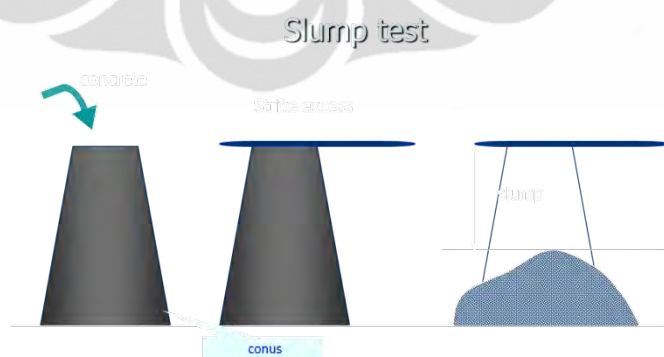 Slump test
concrete
Strike excess
slump
conus